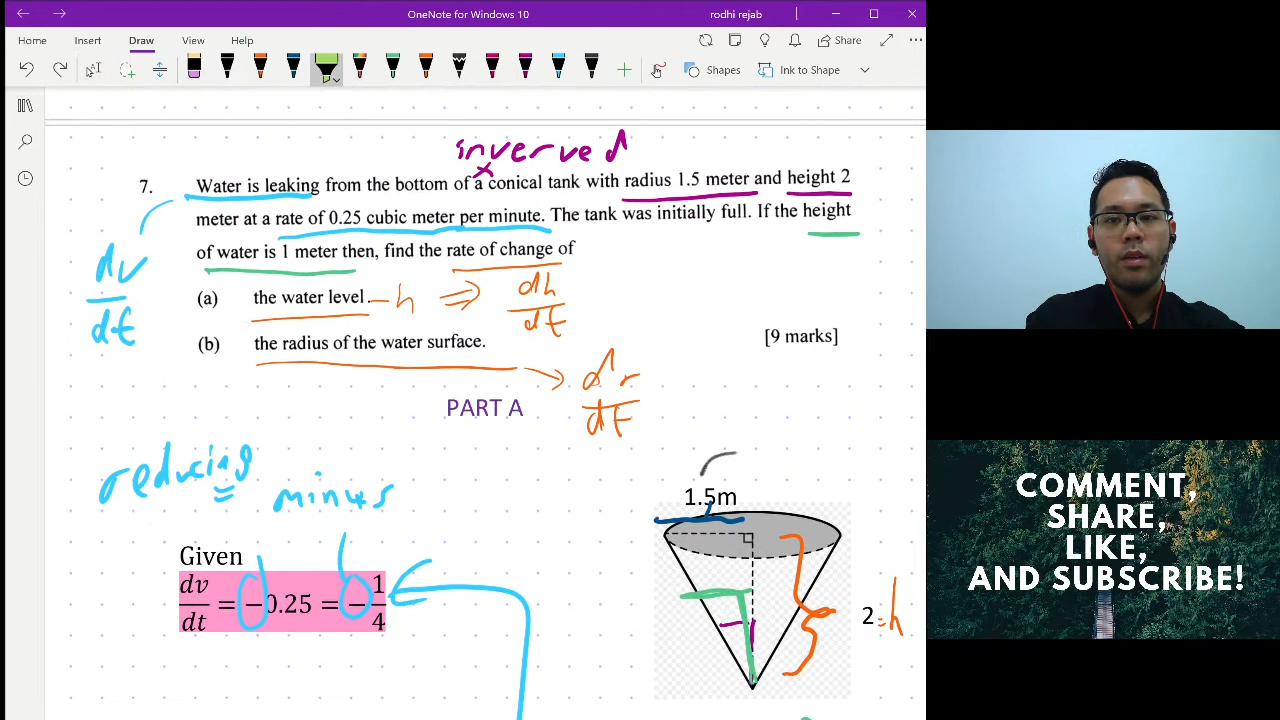 OneNote for Windows 10
rodhi rejab
Home Insert Draw View Help
Share
Shapes
Ink to Shape
inverved
7. Water is leaking from the bottom of a conical tank with radius 1.5 meter and height 2
meter at a rate of 0.25 cubic meter per minute. The tank was initially full. If the height
of water is 1 meter then, find the rate of change of
dv
dt
(a) the water level. – h ⇒ dh
dt
(b) the radius of the water surface. [9 marks]
→ dr
dt
PART A
reducing
minus
1.5m
Given
dv/dt = −0.25 = −1/4
2 = h
COMMENT,
SHARE,
LIKE,
AND SUBSCRIBE!